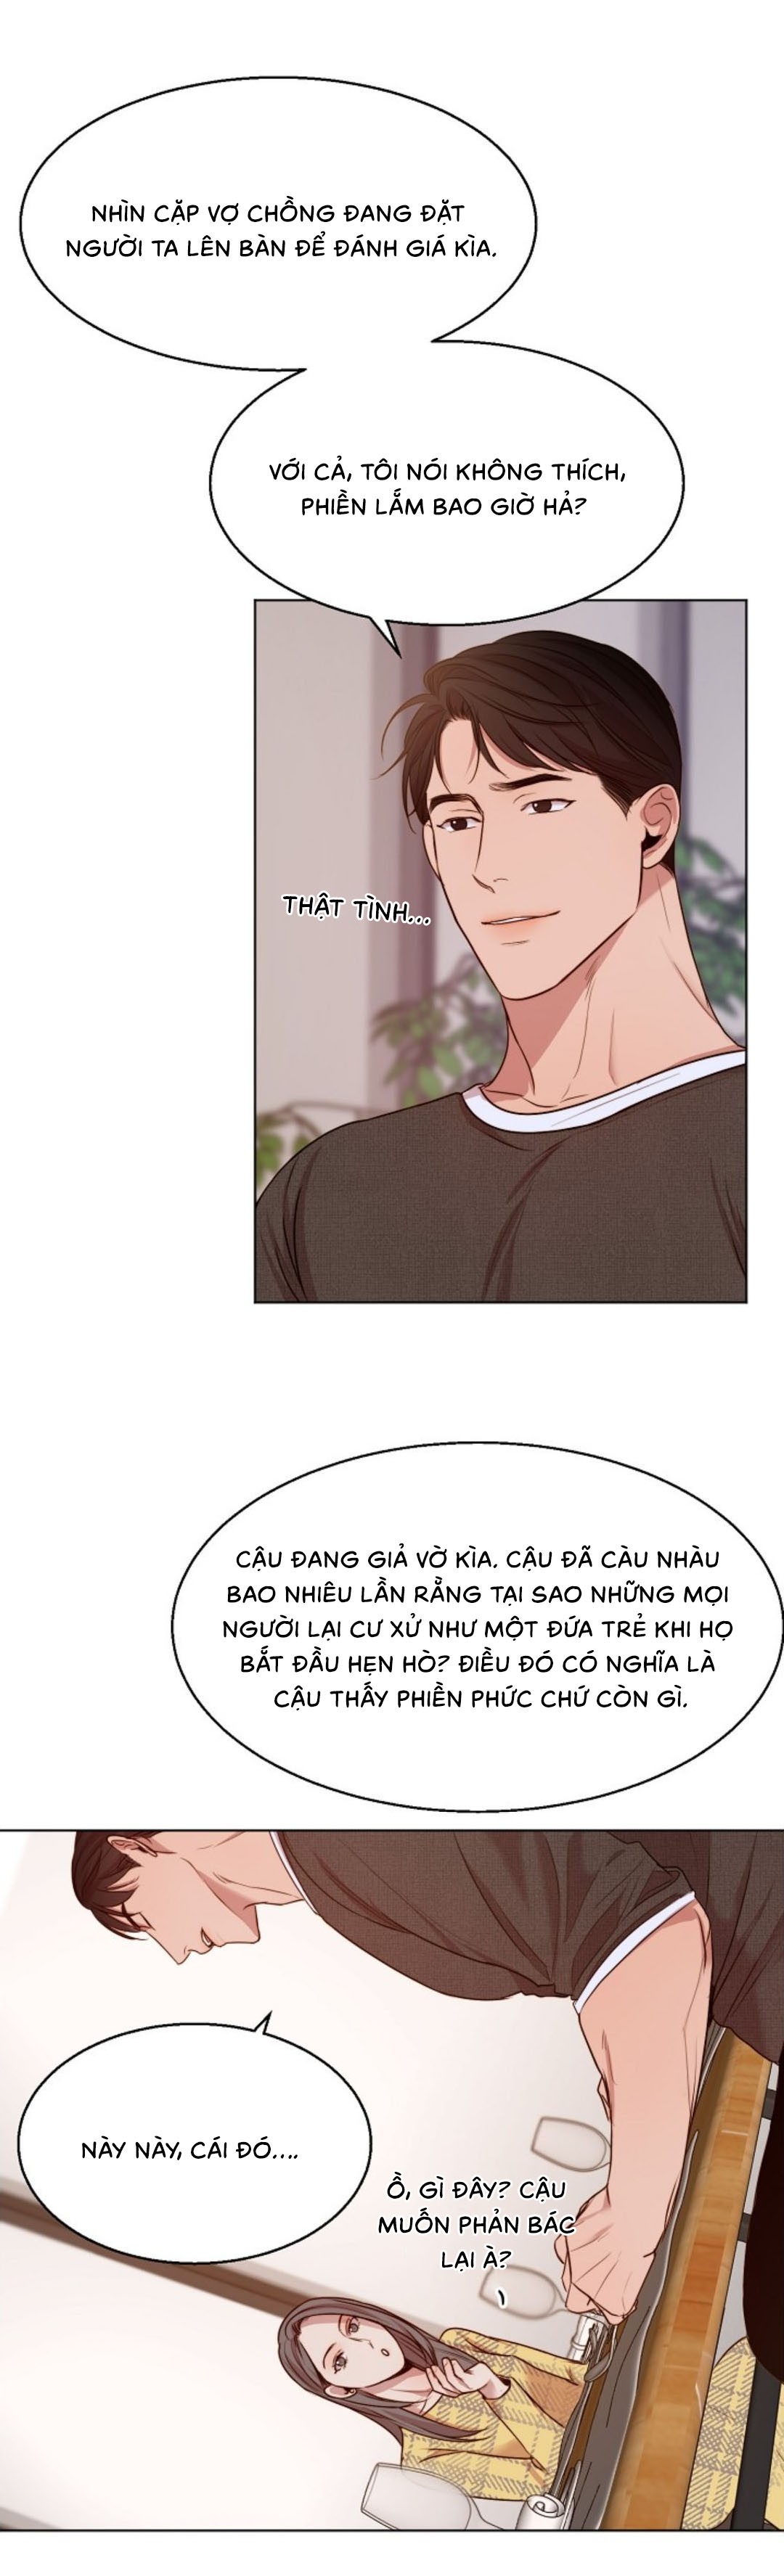 NHÌN CẶP VỢ CHỒNG ĐANG ĐẶT
NGƯỜI TA LÊN BÀN ĐỂ ĐÁNH GIÁ KÌA.
VỚI CẢ, TÔI NÓI KHÔNG THÍCH,
PHIỀN LẮM BAO GIỜ HẢ?
THẬT TÌNH...
CẬU ĐANG GIẢ VỜ KÌA. CẬU ĐÃ CÀU NHÀU
BAO NHIÊU LẦN RẰNG TẠI SAO NHỮNG MỌI
NGƯỜI LẠI CƯ XỬ NHƯ MỘT ĐỨA TRẺ KHI HỌ
BẮT ĐẦU HẸN HÒ? ĐIỀU ĐÓ CÓ NGHĨA LÀ
CẬU THẤY PHIỀN PHỨC CHỨ CÒN GÌ.
NÀY NÀY, CÁI ĐÓ....
Ồ, GÌ ĐÂY? CẬU
MUỐN PHẢN BÁC
LẠI À?